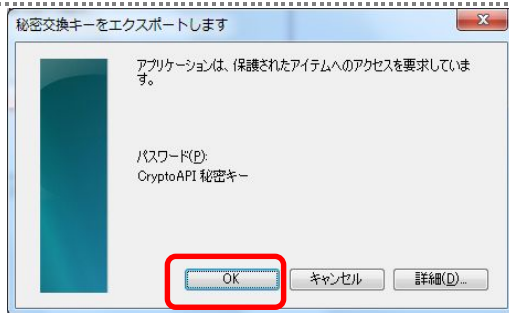 秘密交換キーをエクスポートします
アプリケーションは、保護されたアイテムへのアクセスを要求していま
す。
パスワード(P):
CryptoAPI 秘密キー
OK
キャンセル
詳細(D)...